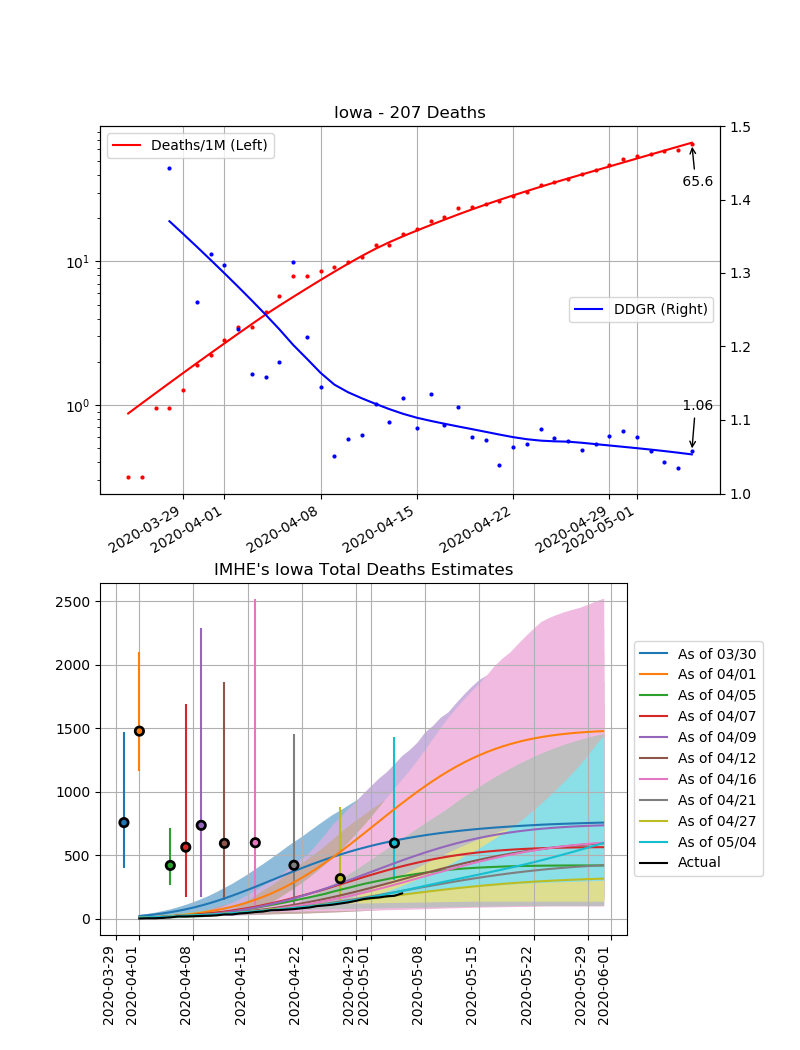 Iowa - 207 Deaths
Deaths/1M (Left)
DDGR (Right)
65.6
1.06
10^1
10^0
1.5
1.4
1.3
1.2
1.1
1.0
2020-03-29
2020-04-01
2020-04-08
2020-04-15
2020-04-22
2020-04-29
2020-05-01
IMHE's Iowa Total Deaths Estimates
2500
2000
1500
1000
500
0
2020-03-29
2020-04-01
2020-04-08
2020-04-15
2020-04-22
2020-04-29
2020-05-01
2020-05-08
2020-05-15
2020-05-22
2020-05-29
2020-06-01
As of 03/30
As of 04/01
As of 04/05
As of 04/07
As of 04/09
As of 04/12
As of 04/16
As of 04/21
As of 04/27
As of 05/04
Actual